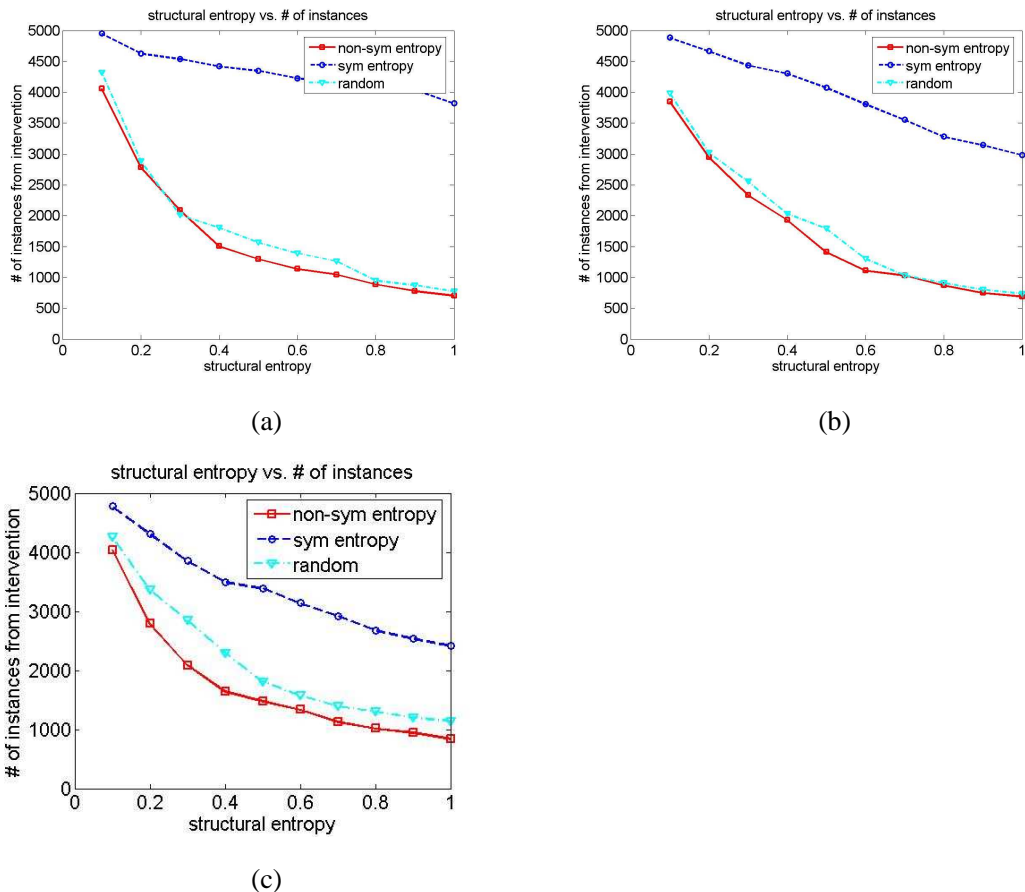 structural entropy vs. # of instances
5000
4500
4000
3500
3000
2500
2000
1500
1000
500
0
# of instances from intervention
non-sym entropy
sym entropy
random
0 0.2 0.4 0.6 0.8 1
structural entropy
(a)
structural entropy vs. # of instances
5000
4500
4000
3500
3000
2500
2000
1500
1000
500
0
# of instances from intervention
non-sym entropy
sym entropy
random
0 0.2 0.4 0.6 0.8 1
structural entropy
(b)
structural entropy vs. # of instances
5000
4000
3000
2000
1000
0
# of instances from intervention
non-sym entropy
sym entropy
random
0 0.2 0.4 0.6 0.8 1
structural entropy
(c)